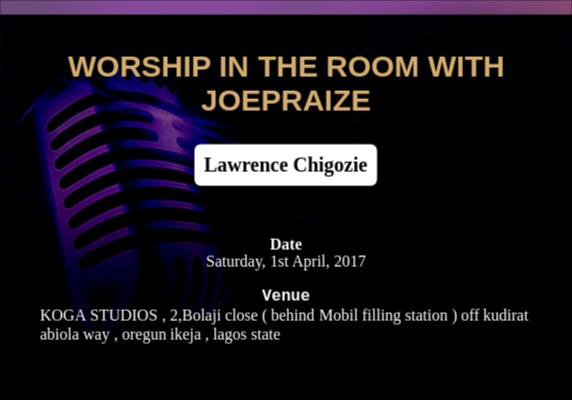 WORSHIP IN THE ROOM WITH
JOEPRAIZE
Lawrence Chigozie
Date
Saturday, 1st April, 2017
Venue
KOGA STUDIOS , 2,Bolaji close ( behind Mobil filling station ) off kudirat
abiola way , oregun ikeja , lagos state